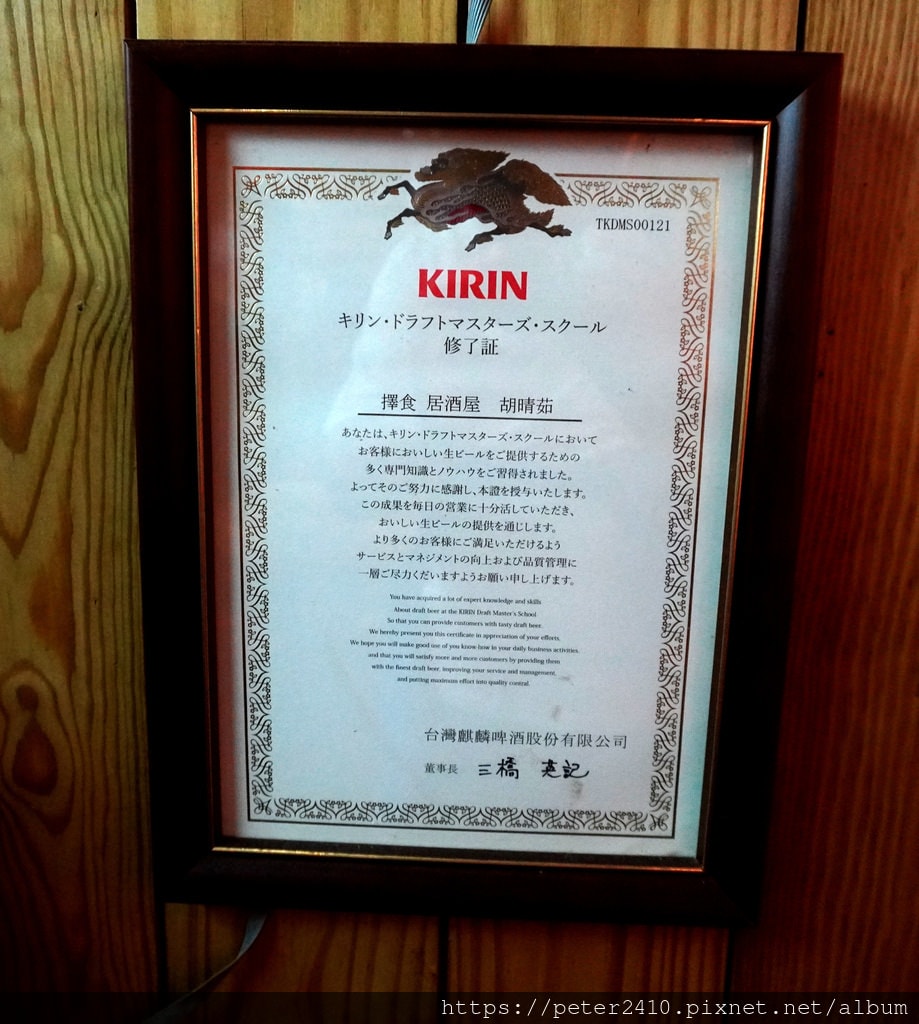 TKDMS00121
KIRIN
キリン・ドラフトマスターズ・スクール
修了証
擇食 居酒屋 胡晴茹
あなたは、キリン・ドラフトマスターズ・スクールにおいて
お客様においしい生ビールをご提供するための
多く専門知識とノウハウをご習得されました。
よってそのご努力に感謝し、本證を授与いたします。
この成果を毎日の営業に十分活していただき、
おいしい生ビールの提供を通じします。
より多くのお客様にご満足いただけるよう
サービスとマネジメントの向上および品質管理に
一層ご尽力くだいますようお願い申し上げます。
You have acquired a lot of expert knowledge and skills
About draft beer at the KIRIN Draft Master's School
So that you can provide customers with tasty draft beer.
We hereby present you this certificate in appreciation of your efforts,
We hope you will make good use of you know how in your daily business activities.
and that you will satisfy more and more customers by providing them
with the finest draft beer, improving your service and management,
and putting maximum effort into quality control.
台灣麒麟啤酒股份有限公司
董事長 三橋 英記
https://peter2410.pixnet.net/album